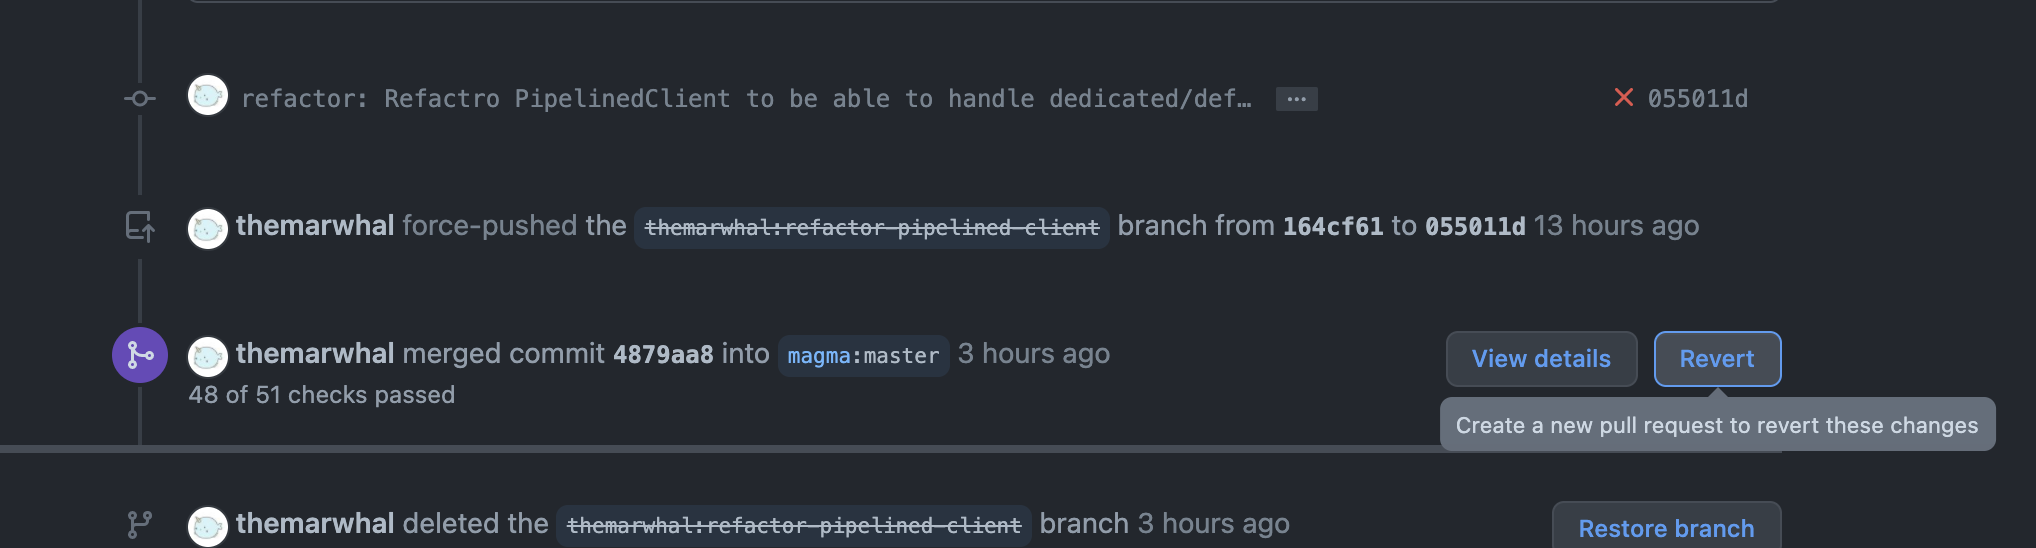 refactor: Refactro PipelinedClient to be able to handle dedicated/def… ... 055011d
themarwhal force-pushed the themarwhal:refactor-pipelined-client branch from 164cf61 to 055011d 13 hours ago
themarwhal merged commit 4879aa8 into magma:master 3 hours ago View details Revert
48 of 51 checks passed
Create a new pull request to revert these changes
themarwhal deleted the themarwhal:refactor-pipelined-client branch 3 hours ago Restore branch